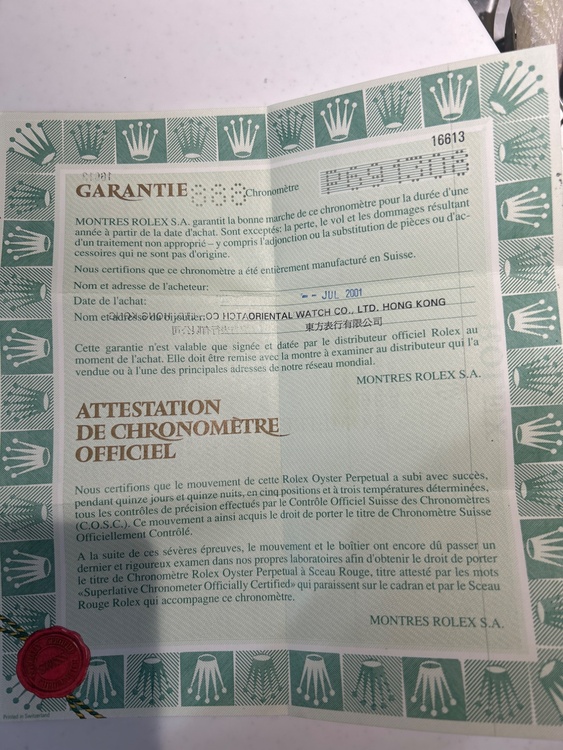 16613
GARANTIE 888 Chronomètre
MONTRES ROLEX S.A. garantit la bonne marche de ce chronomètre pour la durée d'une
année à partir de la date d'achat. Sont exceptés: la perte, le vol et les dommages résultant
d'un traitement non approprié – y compris l'adjonction ou la substitution de pièces ou d'ac-
cessoires qui ne sont pas d'origine.
Nous certifions que ce chronomètre a été entièrement manufacturé en Suisse.
Nom et adresse de l'acheteur:
Date de l'achat: -- JUL 2001
Nom et adresse du bijoutier: ORIENTAL WATCH CO., LTD. HONG KONG
東方表行有限公司
Cette garantie n'est valable que signée et datée par le distributeur officiel Rolex au
moment de l'achat. Elle doit être remise avec la montre à examiner au distributeur qui l'a
vendue ou à l'une des principales adresses de notre réseau mondial.
MONTRES ROLEX S.A.
ATTESTATION
DE CHRONOMÈTRE
OFFICIEL
Nous certifions que le mouvement de cette Rolex Oyster Perpetual a subi avec succès,
pendant quinze jours et quinze nuits, en cinq positions et à trois températures déterminées,
tous les contrôles de précision effectués par le Contrôle Officiel Suisse des Chronomètres
(C.O.S.C.). Ce mouvement a ainsi acquis le droit de porter le titre de Chronomètre Suisse
Officiellement Contrôlé.
A la suite de ces sévères épreuves, le mouvement et le boîtier ont encore dû passer un
dernier et rigoureux examen dans nos propres laboratoires afin d'obtenir le droit de porter
le titre de Chronomètre Rolex Oyster Perpetual à Sceau Rouge, titre attesté par les mots
«Superlative Chronometer Officially Certified» qui paraissent sur le cadran et par le Sceau
Rouge Rolex qui accompagne ce chronomètre.
MONTRES ROLEX S.A.
Printed in Switzerland